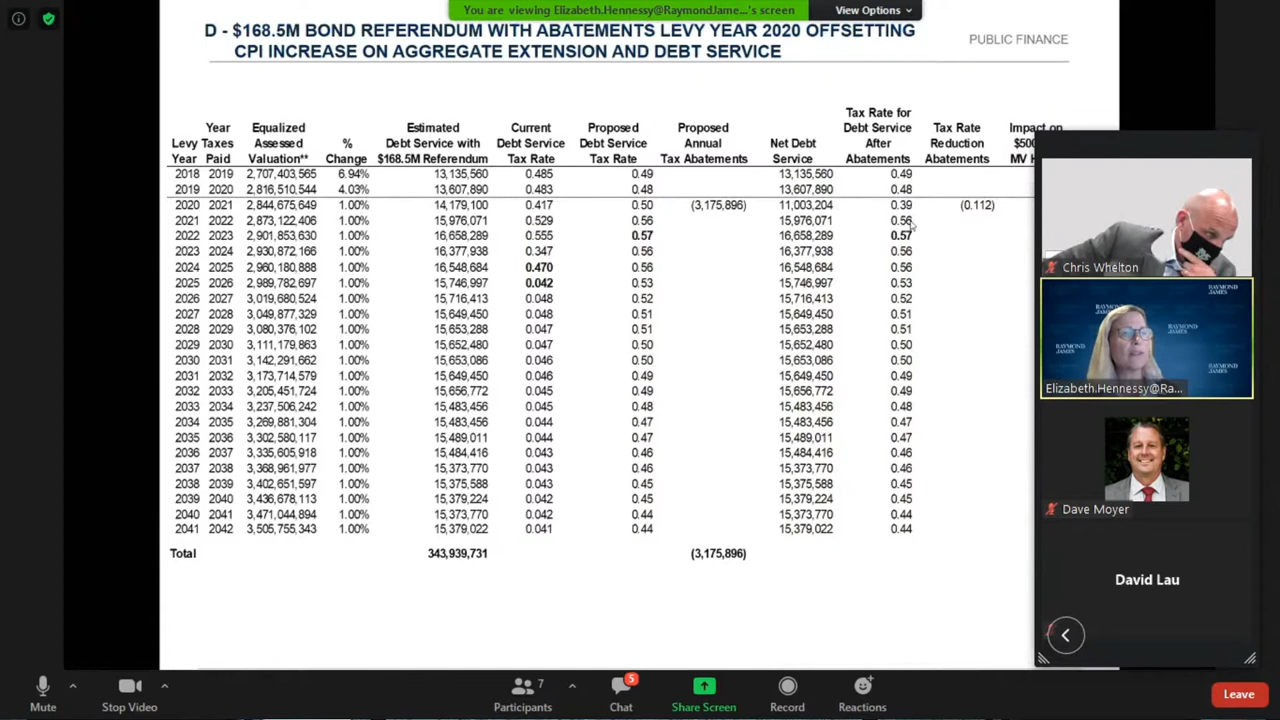 You are viewing Elizabeth.Hennessy@RaymondJame...'s screen
View Options
D - $168.5M BOND REFERENDUM WITH ABATEMENTS LEVY YEAR 2020 OFFSETTING
CPI INCREASE ON AGGREGATE EXTENSION AND DEBT SERVICE
PUBLIC FINANCE
Tax Rate for
Year Equalized Estimated Current Proposed Proposed Debt Service Tax Rate Impact on
Levy Taxes Assessed % Debt Service with Debt Service Debt Service Annual Net Debt After Reduction $500
Year Paid Valuation** Change $168.5M Referendum Tax Rate Tax Rate Tax Abatements Service Abatements Abatements MV H
2018 2019 2,707,403,565 6.94% 13,135,560 0.485 0.49 13,135,560 0.49
2019 2020 2,816,510,544 4.03% 13,607,890 0.483 0.48 13,607,890 0.48
2020 2021 2,844,675,649 1.00% 14,179,100 0.417 0.50 (3,175,896) 11,003,204 0.39 (0.112)
2021 2022 2,873,122,406 1.00% 15,976,071 0.529 0.56 15,976,071 0.56
2022 2023 2,901,853,630 1.00% 16,658,289 0.555 0.57 16,658,289 0.57
2023 2024 2,930,872,166 1.00% 16,377,938 0.347 0.56 16,377,938 0.56
2024 2025 2,960,180,888 1.00% 16,548,684 0.470 0.56 16,548,684 0.56
2025 2026 2,989,782,697 1.00% 15,746,997 0.042 0.53 15,746,997 0.53
2026 2027 3,019,680,524 1.00% 15,716,413 0.048 0.52 15,716,413 0.52
2027 2028 3,049,877,329 1.00% 15,649,450 0.048 0.51 15,649,450 0.51
2028 2029 3,080,376,102 1.00% 15,653,288 0.047 0.51 15,653,288 0.51
2029 2030 3,111,179,863 1.00% 15,652,480 0.047 0.50 15,652,480 0.50
2030 2031 3,142,291,662 1.00% 15,653,086 0.046 0.50 15,653,086 0.50
2031 2032 3,173,714,579 1.00% 15,649,450 0.046 0.49 15,649,450 0.49
2032 2033 3,205,451,724 1.00% 15,656,772 0.045 0.49 15,656,772 0.49
2033 2034 3,237,506,242 1.00% 15,483,456 0.045 0.48 15,483,456 0.48
2034 2035 3,269,881,304 1.00% 15,483,456 0.044 0.47 15,483,456 0.47
2035 2036 3,302,580,117 1.00% 15,489,011 0.044 0.47 15,489,011 0.47
2036 2037 3,335,605,918 1.00% 15,484,416 0.043 0.46 15,484,416 0.46
2037 2038 3,368,961,977 1.00% 15,373,770 0.043 0.46 15,373,770 0.46
2038 2039 3,402,651,597 1.00% 15,375,588 0.043 0.45 15,375,588 0.45
2039 2040 3,436,678,113 1.00% 15,379,224 0.042 0.45 15,379,224 0.45
2040 2041 3,471,044,894 1.00% 15,373,770 0.042 0.44 15,373,770 0.44
2041 2042 3,505,755,343 1.00% 15,379,022 0.041 0.44 15,379,022 0.44
Total 343,939,731 (3,175,896)
Chris Whelton
RAYMOND
JAMES
RAYMOND
JAMES
RAYMOND
JAMES
RAYMOND
JAMES
RAYMOND
JAMES
Elizabeth.Hennessy@Ra...
Dave Moyer
David Lau
Mute
Stop Video
Participants 7
Chat 5
Share Screen
Record
Reactions
Leave